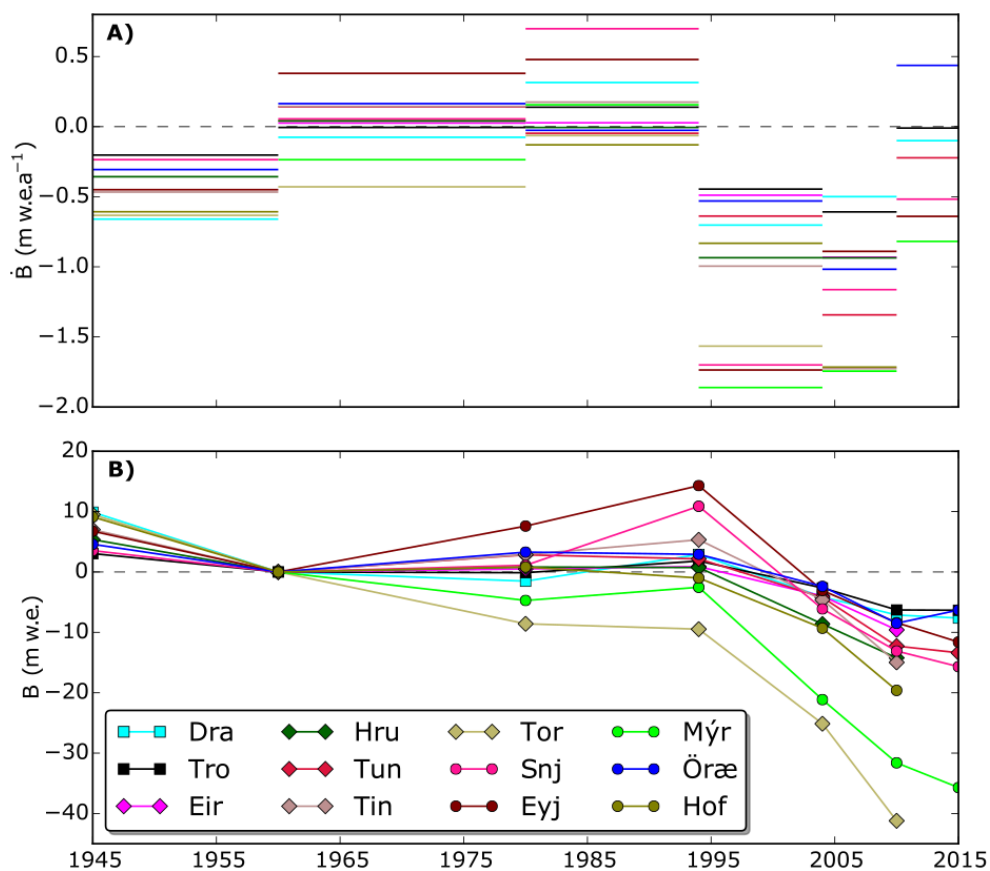 A)
0.5
0.0
−0.5
−1.0
−1.5
−2.0
Ḃ (m w.e.a⁻¹)
B)
20
10
0
−10
−20
−30
−40
B (m w.e.)
Dra Hru Tor Mýr
Tro Tun Snj Öræ
Eir Tin Eyj Hof
1945 1955 1965 1975 1985 1995 2005 2015